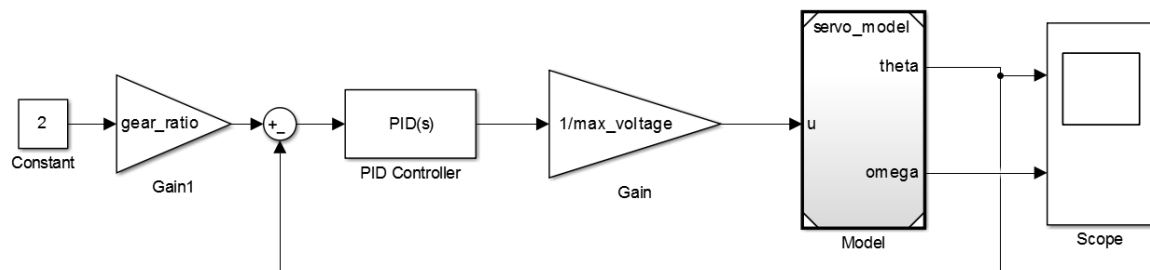 servo_model
theta
2
gear_ratio
+
-
PID(s)
1/max_voltage
u
Constant
PID Controller
omega
Gain1
Gain
Model
Scope